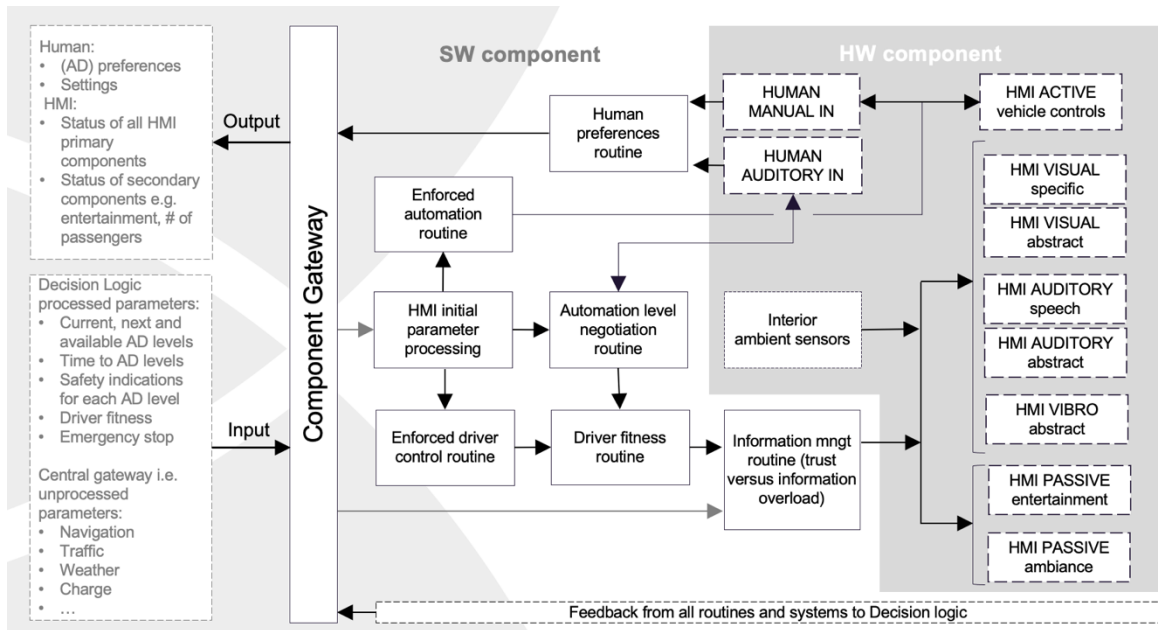 Human:
• (AD) preferences
• Settings
HMI:
• Status of all HMI
primary
components
• Status of secondary
components e.g.
entertainment, # of
passengers
Output
Decision Logic
processed parameters:
• Current, next and
available AD levels
• Time to AD levels
• Safety indications
for each AD level
• Driver fitness
• Emergency stop
Central gateway i.e.
unprocessed
parameters:
• Navigation
• Traffic
• Weather
• Charge
• …
Input
Component Gateway
SW component
Human
preferences
routine
Enforced
automation
routine
HMI initial
parameter
processing
Automation level
negotiation
routine
Enforced driver
control routine
Driver fitness
routine
Information mngt
routine (trust
versus information
overload)
HW component
HUMAN
MANUAL IN
HUMAN
AUDITORY IN
Interior
ambient sensors
HMI ACTIVE
vehicle controls
HMI VISUAL
specific
HMI VISUAL
abstract
HMI AUDITORY
speech
HMI AUDITORY
abstract
HMI VIBRO
abstract
HMI PASSIVE
entertainment
HMI PASSIVE
ambiance
Feedback from all routines and systems to Decision logic